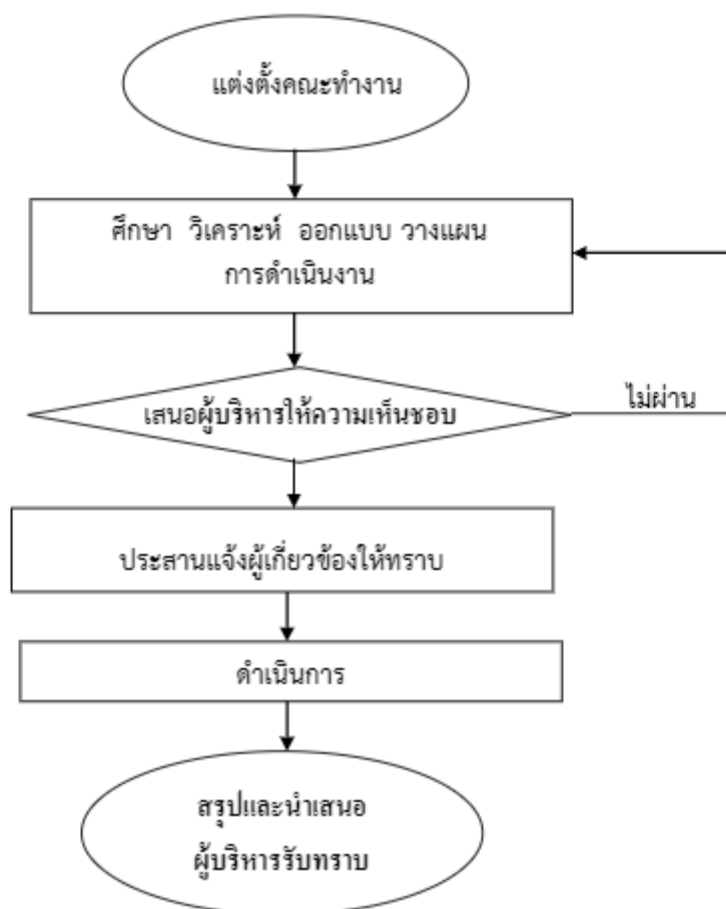 แต่งตั้งคณะทำงาน
ศึกษา วิเคราะห์ ออกแบบ วางแผน
การดำเนินงาน
เสนอผู้บริหารให้ความเห็นชอบ
ไม่ผ่าน
ประสานแจ้งผู้เกี่ยวข้องให้ทราบ
ดำเนินการ
สรุปและนำเสนอ
ผู้บริหารรับทราบ